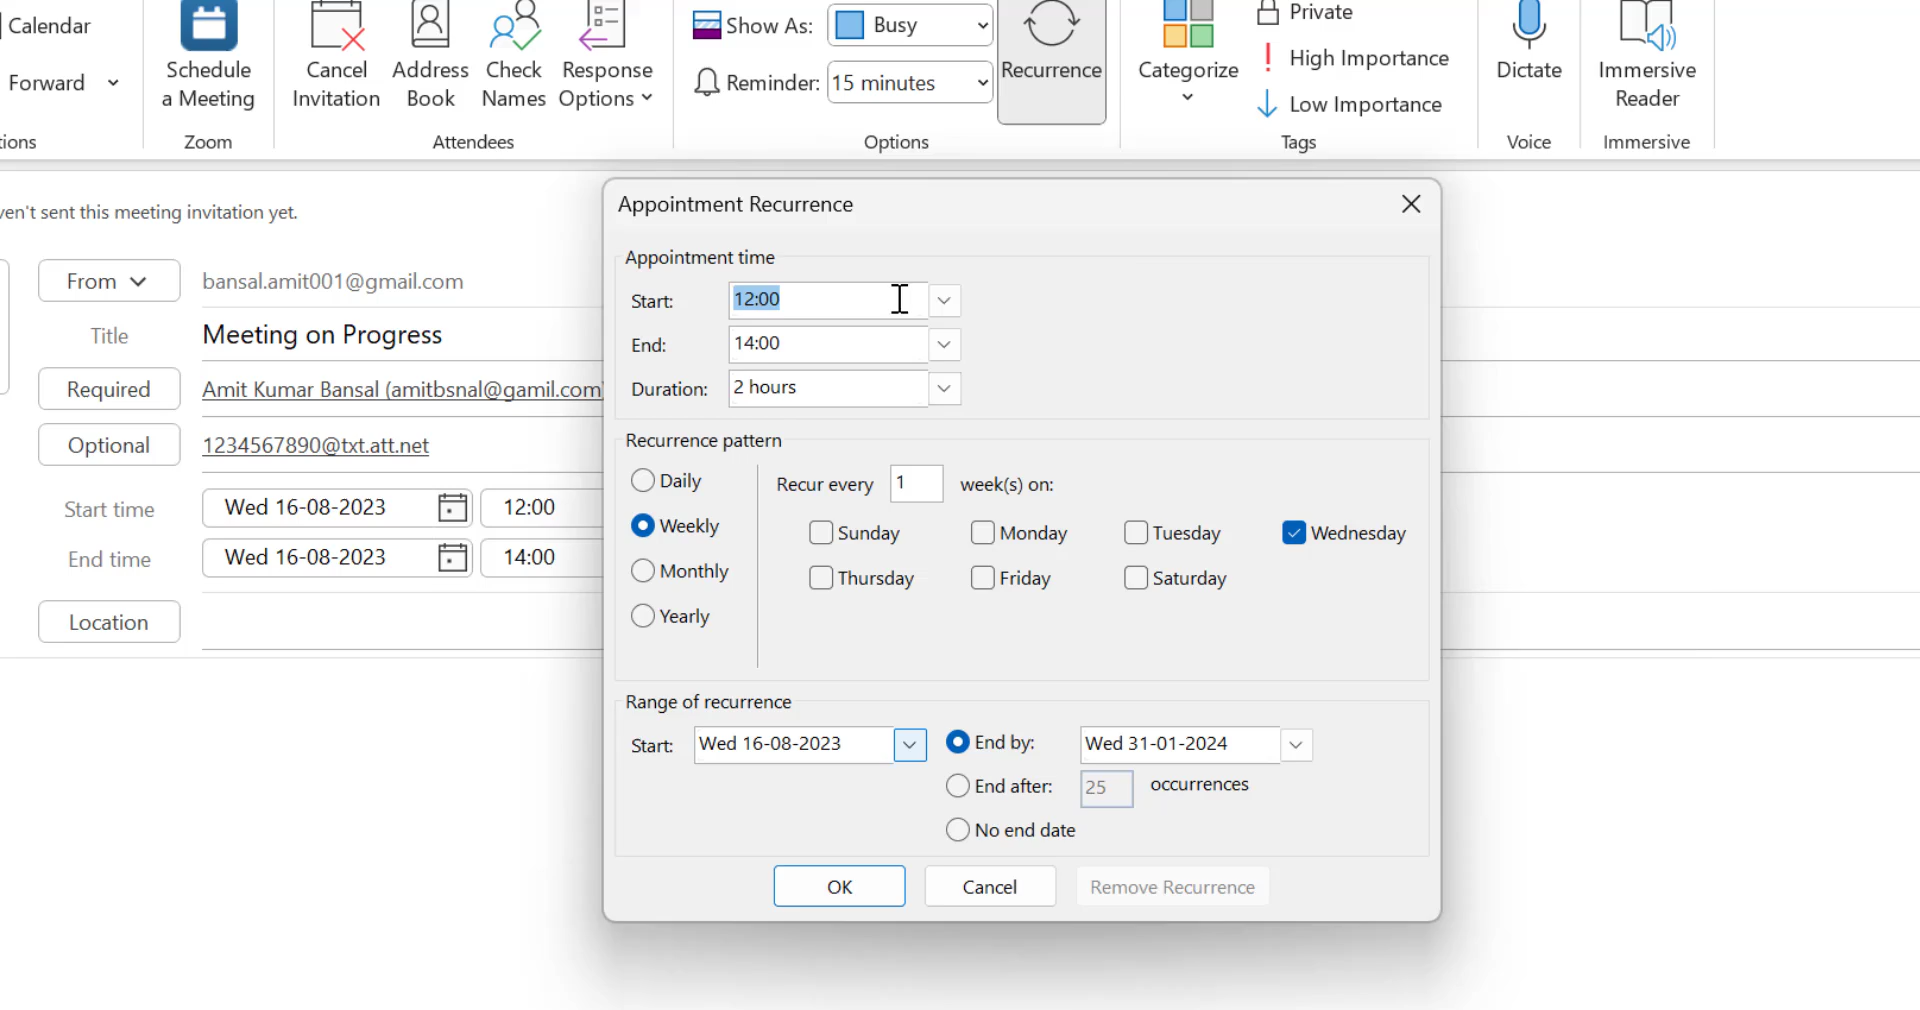 Calendar
Forward
ions
Schedule
a Meeting
Zoom
Cancel
Invitation
Address
Book
Check
Names
Response
Options
Attendees
Show As: Busy
Reminder: 15 minutes
Recurrence
Options
Categorize
Private
High Importance
Low Importance
Tags
Dictate
Voice
Immersive
Reader
Immersive
ven't sent this meeting invitation yet.
From bansal.amit001@gmail.com
Title Meeting on Progress
Required Amit Kumar Bansal (amitbsnal@gamil.com)
Optional 1234567890@txt.att.net
Start time Wed 16-08-2023 12:00
End time Wed 16-08-2023 14:00
Location
Appointment Recurrence
Appointment time
Start: 12:00
End: 14:00
Duration: 2 hours
Recurrence pattern
Daily
Weekly
Monthly
Yearly
Recur every 1 week(s) on:
Sunday Monday Tuesday Wednesday
Thursday Friday Saturday
Range of recurrence
Start: Wed 16-08-2023 End by: Wed 31-01-2024
End after: 25 occurrences
No end date
OK Cancel Remove Recurrence